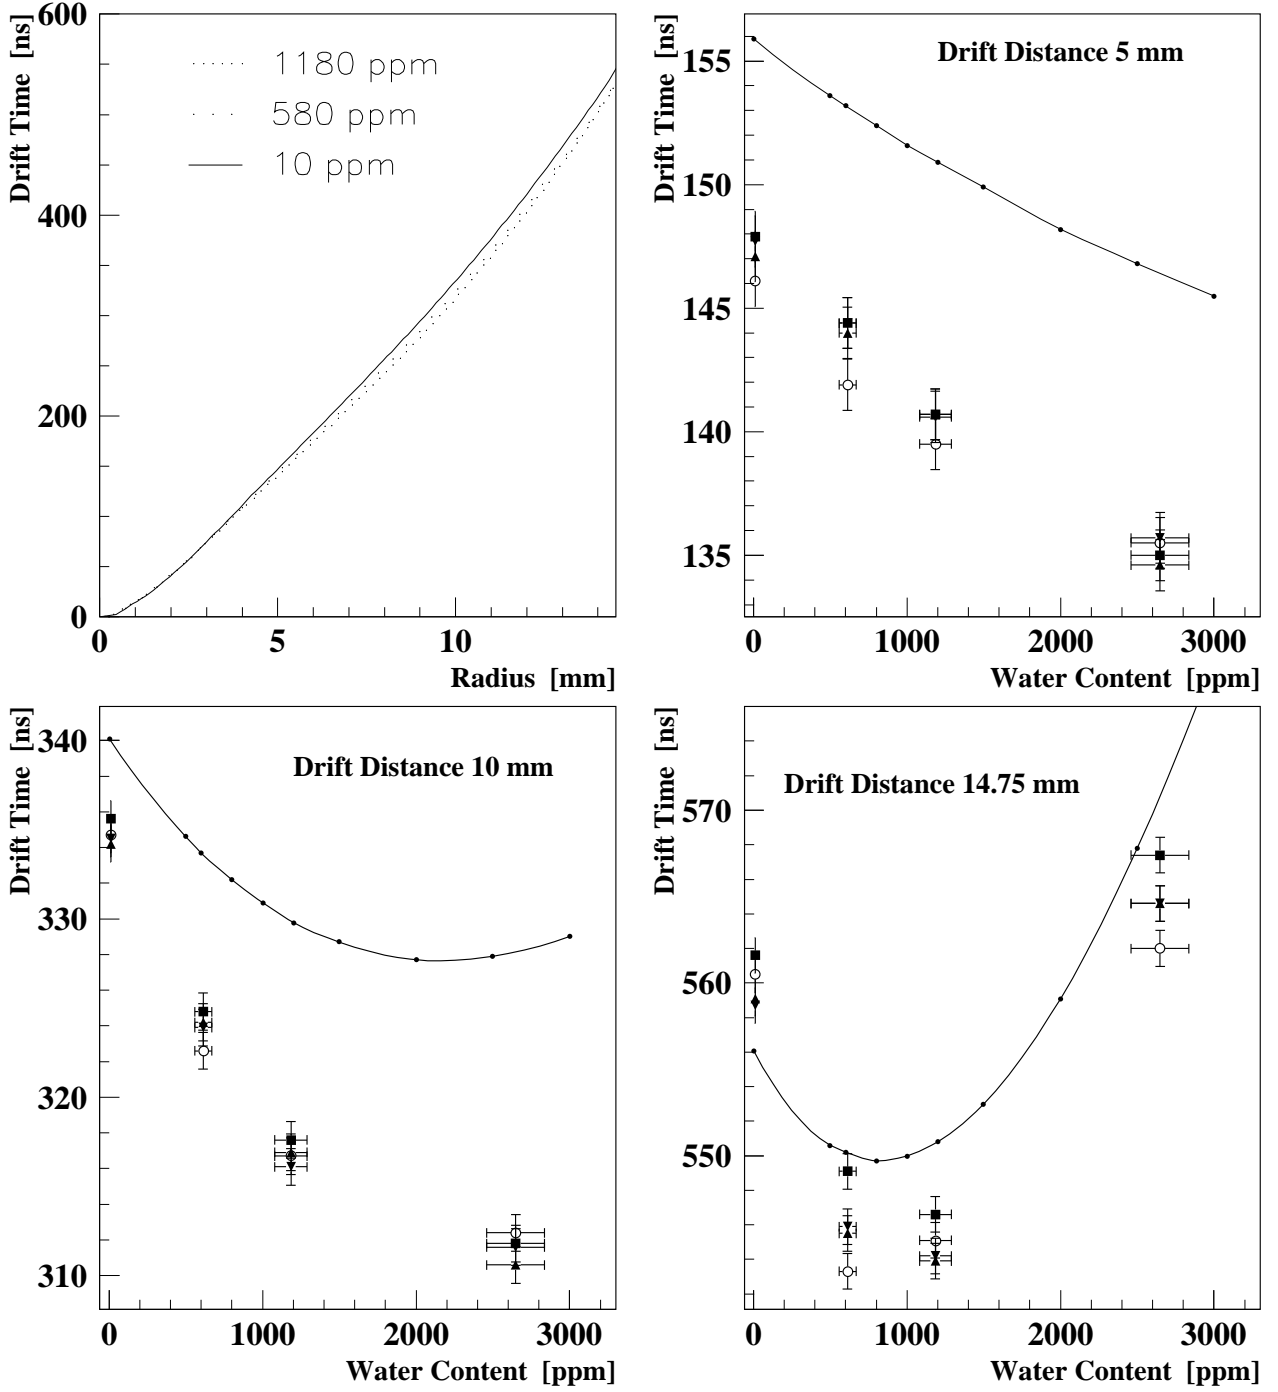 Drift Time [ns]
600
400
200
0
1180 ppm
580 ppm
10 ppm
0 5 10
Radius [mm]
Drift Time [ns]
155
150
145
140
135
Drift Distance 5 mm
0 1000 2000 3000
Water Content [ppm]
Drift Time [ns]
340
330
320
310
Drift Distance 10 mm
0 1000 2000 3000
Water Content [ppm]
Drift Time [ns]
570
560
550
Drift Distance 14.75 mm
0 1000 2000 3000
Water Content [ppm]